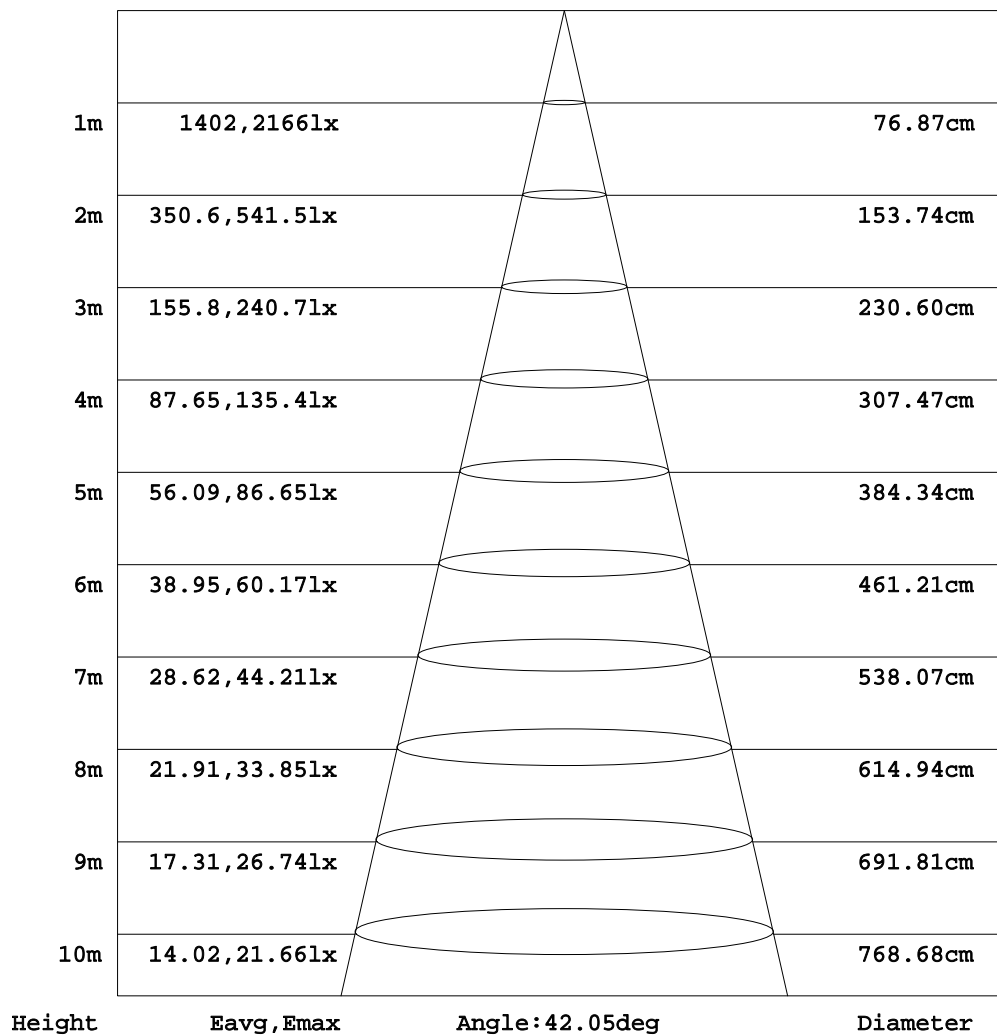 1m 1402,2166lx 76.87cm
2m 350.6,541.5lx 153.74cm
3m 155.8,240.7lx 230.60cm
4m 87.65,135.4lx 307.47cm
5m 56.09,86.65lx 384.34cm
6m 38.95,60.17lx 461.21cm
7m 28.62,44.21lx 538.07cm
8m 21.91,33.85lx 614.94cm
9m 17.31,26.74lx 691.81cm
10m 14.02,21.66lx 768.68cm
Height Eavg,Emax Angle:42.05deg Diameter